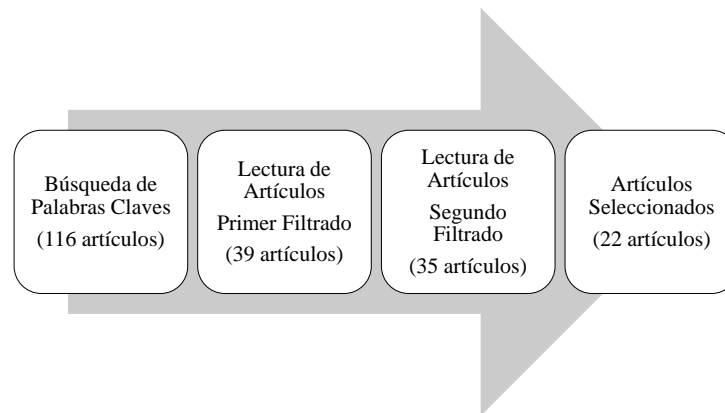 Búsqueda de
Palabras Claves
(116 artículos)
Lectura de
Artículos
Primer Filtrado
(39 artículos)
Lectura de
Artículos
Segundo
Filtrado
(35 artículos)
Artículos
Seleccionados
(22 artículos)